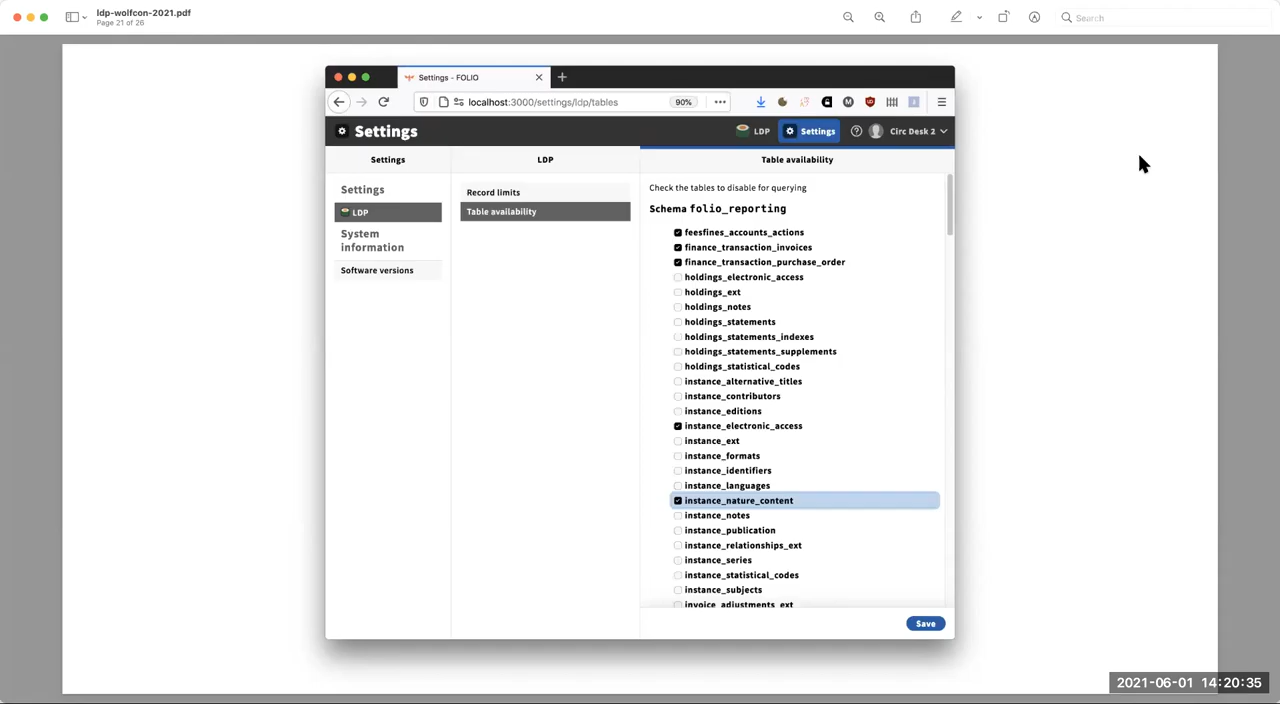 ldp-wolfcon-2021.pdf
Page 21 of 26
Search
Settings - FOLIO
localhost:3000/settings/ldp/tables
90%
Settings
LDP
Settings
Circ Desk 2
Settings
LDP
Table availability
Settings
LDP
System
information
Software versions
Record limits
Table availability
Check the tables to disable for querying
Schema folio_reporting
feesfines_accounts_actions
finance_transaction_invoices
finance_transaction_purchase_order
holdings_electronic_access
holdings_ext
holdings_notes
holdings_statements
holdings_statements_indexes
holdings_statements_supplements
holdings_statistical_codes
instance_alternative_titles
instance_contributors
instance_editions
instance_electronic_access
instance_ext
instance_formats
instance_identifiers
instance_languages
instance_nature_content
instance_notes
instance_publication
instance_relationships_ext
instance_series
instance_statistical_codes
instance_subjects
invoice_adjustments_ext
Save
2021-06-01 14:20:35